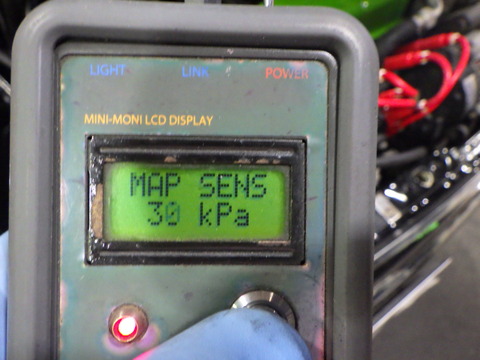 LIGHT LINK POWER
MINI-MONI LCD DISPLAY
MAP SENS
30 kPa